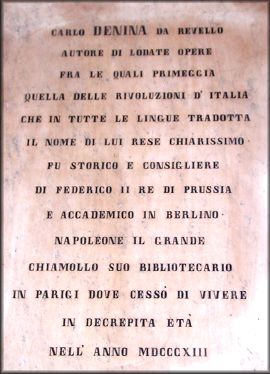 CARLO DENINA DA REVELLO
AUTORE DI LODATE OPERE
FRA LE QUALI PRIMEGGIA
QUELLA DELLE RIVOLUZIONI D'ITALIA
CHE IN TUTTE LE LINGUE TRADOTTA
IL NOME DI LUI RESE CHIARISSIMO·
FU STORICO E CONSIGLIERE
DI FEDERICO II RE DI PRUSSIA
E ACCADEMICO IN BERLINO·
NAPOLEONE IL GRANDE
CHIAMOLLO SUO BIBLIOTECARIO
IN PARIGI DOVE CESSÒ DI VIVERE
IN DECREPITA ETÀ
NELL' ANNO MDCCCXIII